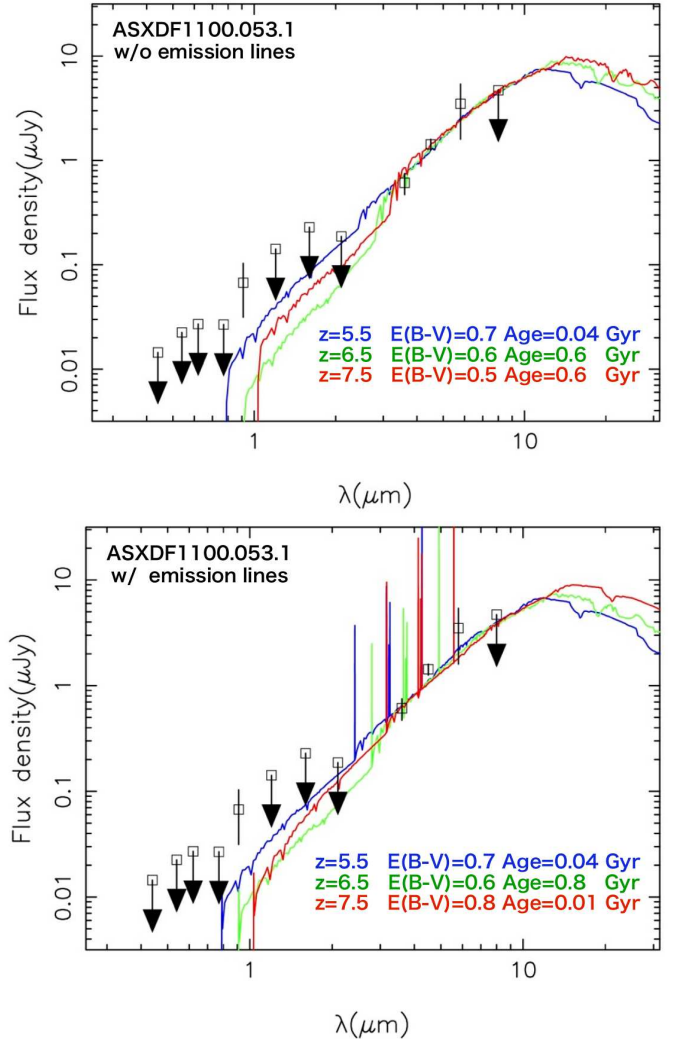 ASXDF1100.053.1
w/o emission lines
10
1
0.1
0.01
Flux density(μJy)
z=5.5 E(B-V)=0.7 Age=0.04 Gyr
z=6.5 E(B-V)=0.6 Age=0.6 Gyr
z=7.5 E(B-V)=0.5 Age=0.6 Gyr
1 10
λ(μm)
ASXDF1100.053.1
w/ emission lines
10
1
0.1
0.01
Flux density(μJy)
z=5.5 E(B-V)=0.7 Age=0.04 Gyr
z=6.5 E(B-V)=0.6 Age=0.8 Gyr
z=7.5 E(B-V)=0.8 Age=0.01 Gyr
1 10
λ(μm)